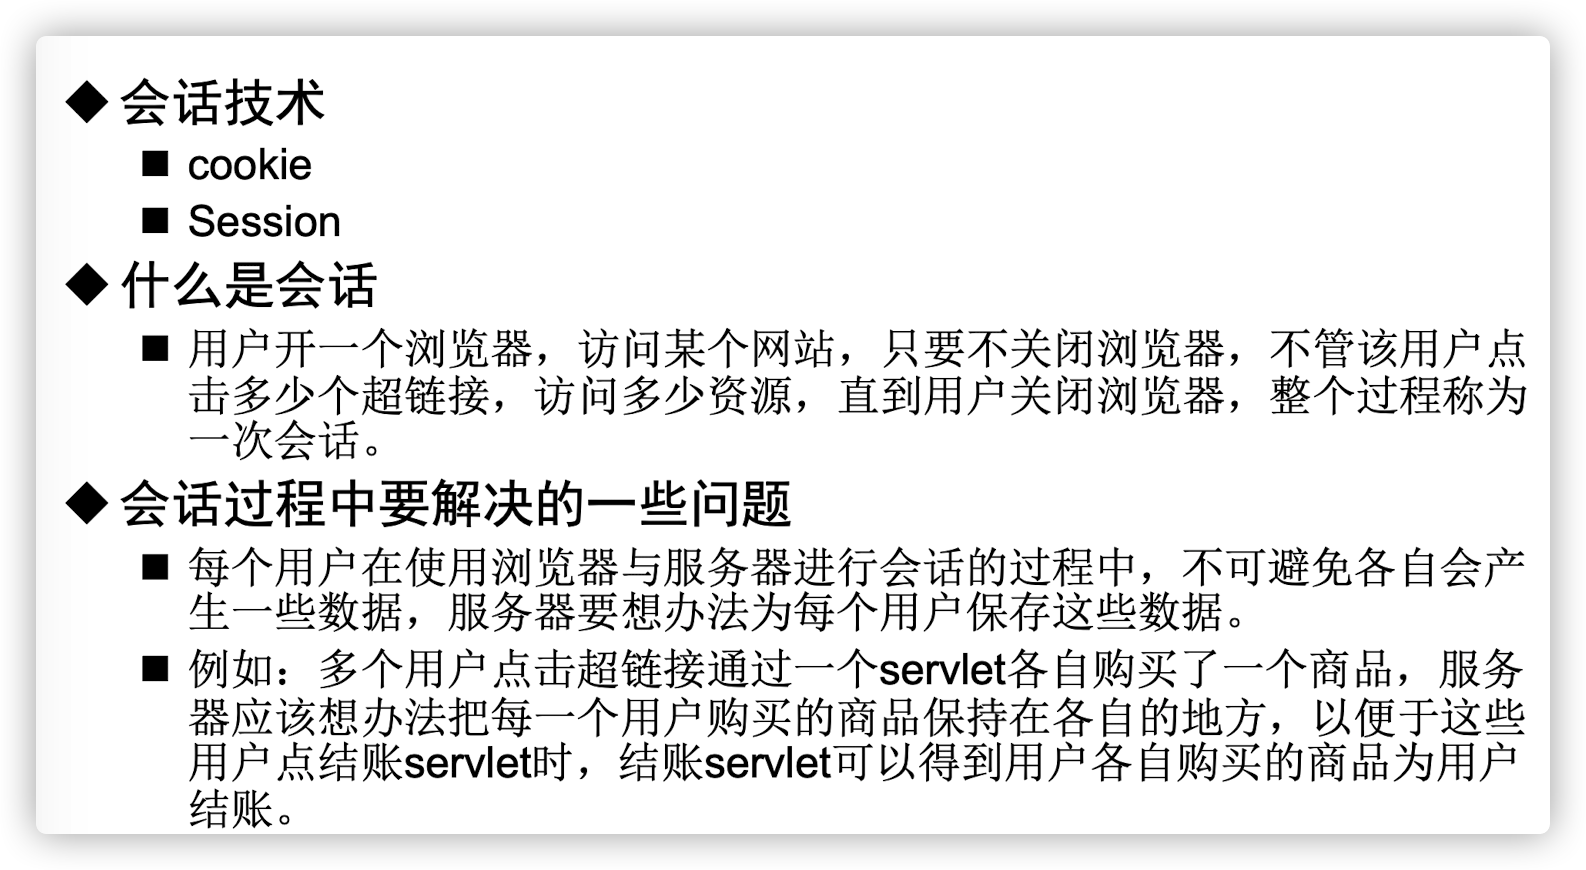 ◆ 会话技术
■ cookie
■ Session
◆ 什么是会话
■ 用户开一个浏览器，访问某个网站，只要不关闭浏览器，不管该用户点
击多少个超链接，访问多少资源，直到用户关闭浏览器，整个过程称为
一次会话。
◆ 会话过程中要解决的一些问题
■ 每个用户在使用浏览器与服务器进行会话的过程中，不可避免各自会产
生一些数据，服务器要想办法为每个用户保存这些数据。
■ 例如：多个用户点击超链接通过一个servlet各自购买了一个商品，服务
器应该想办法把每一个用户购买的商品保持在各自的地方，以便于这些
用户点结账servlet时，结账servlet可以得到用户各自购买的商品为用户
结账。